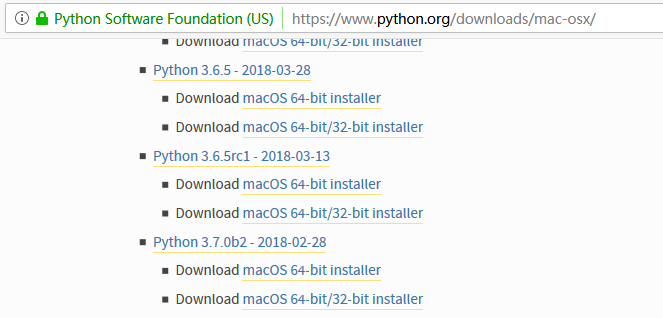 Python Software Foundation (US) https://www.python.org/downloads/mac-osx/
Download macOS 64-bit/32-bit installer
Python 3.6.5 - 2018-03-28
Download macOS 64-bit installer
Download macOS 64-bit/32-bit installer
Python 3.6.5rc1 - 2018-03-13
Download macOS 64-bit installer
Download macOS 64-bit/32-bit installer
Python 3.7.0b2 - 2018-02-28
Download macOS 64-bit installer
Download macOS 64-bit/32-bit installer